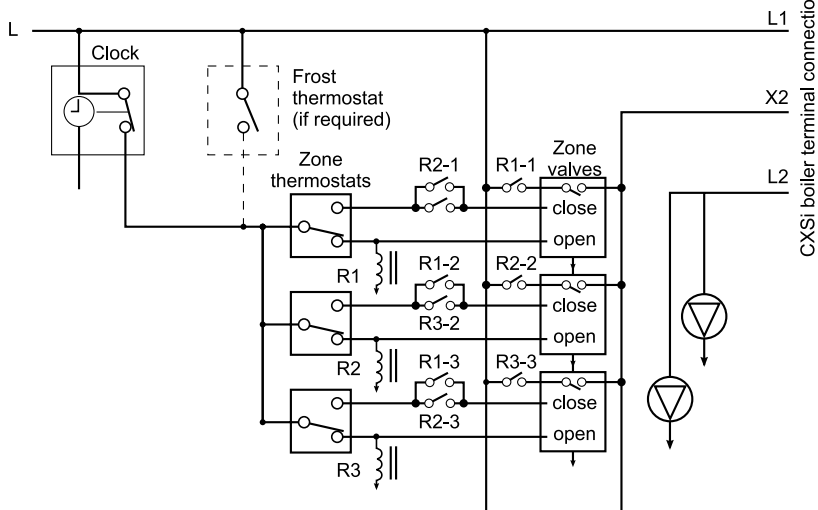 L
L1
Clock
Frost
thermostat
(if required)
X2
Zone
thermostats
R2-1
R1-1
Zone
valves
L2
close
open
R1
R1-2
R2-2
R3-2
close
open
R2
R1-3
R3-3
R2-3
close
open
R3
CXSi boiler terminal